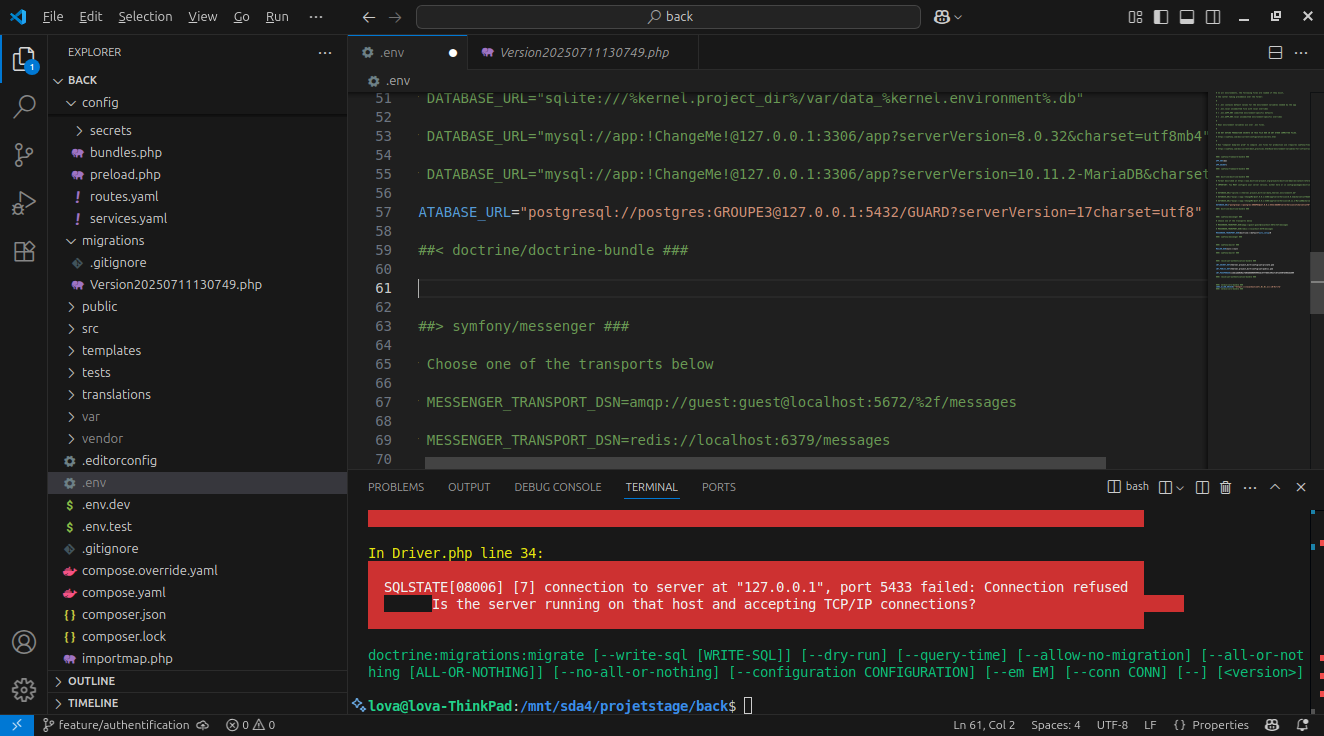 File Edit Selection View Go Run ··· back
EXPLORER ···
BACK
config
secrets
bundles.php
preload.php
routes.yaml
services.yaml
migrations
.gitignore
Version20250711130749.php
public
src
templates
tests
translations
var
vendor
.editorconfig
.env
.env.dev
.env.test
.gitignore
compose.override.yaml
compose.yaml
composer.json
composer.lock
importmap.php
OUTLINE
TIMELINE
1
.env Version20250711130749.php ···
.env
51 DATABASE_URL="sqlite:///%kernel.project_dir%/var/data_%kernel.environment%.db"
52
53 DATABASE_URL="mysql://app:!ChangeMe!@127.0.0.1:3306/app?serverVersion=8.0.32&charset=utf8mb4"
54
55 DATABASE_URL="mysql://app:!ChangeMe!@127.0.0.1:3306/app?serverVersion=10.11.2-MariaDB&charset
56
57 ATABASE_URL="postgresql://postgres:GROUPE3@127.0.0.1:5432/GUARD?serverVersion=17charset=utf8"
58
59 ##< doctrine/doctrine-bundle ###
60
61
62
63 ##> symfony/messenger ###
64
65 Choose one of the transports below
66
67 MESSENGER_TRANSPORT_DSN=amqp://guest:guest@localhost:5672/%2f/messages
68
69 MESSENGER_TRANSPORT_DSN=redis://localhost:6379/messages
70
PROBLEMS OUTPUT DEBUG CONSOLE TERMINAL PORTS bash ···
In Driver.php line 34:
SQLSTATE[08006] [7] connection to server at "127.0.0.1", port 5433 failed: Connection refused
Is the server running on that host and accepting TCP/IP connections?
doctrine:migrations:migrate [--write-sql [WRITE-SQL]] [--dry-run] [--query-time] [--allow-no-migration] [--all-or-not
hing [ALL-OR-NOTHING]] [--no-all-or-nothing] [--configuration CONFIGURATION] [--em EM] [--conn CONN] [--] [<version>]
lova@lova-ThinkPad:/mnt/sda4/projetstage/back$
feature/authentification 0 0 Ln 61, Col 2 Spaces: 4 UTF-8 LF { } Properties